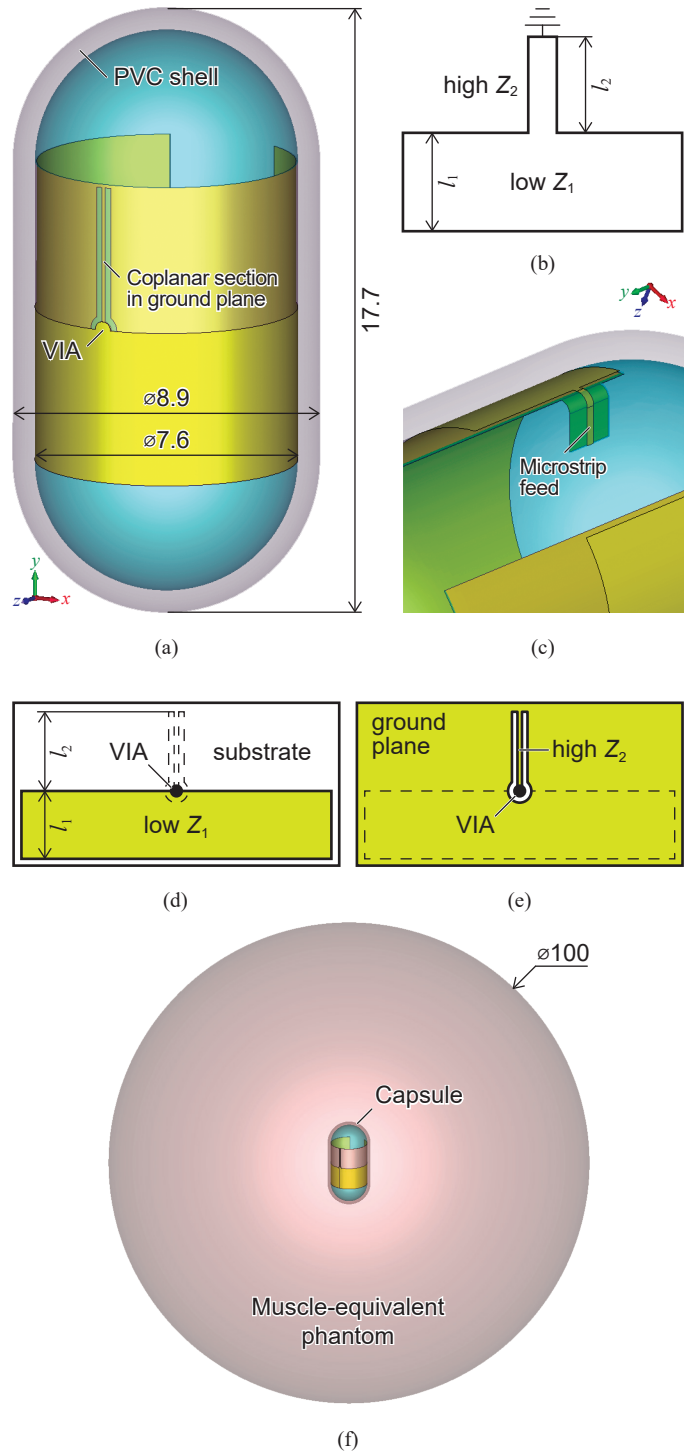 PVC shell
Coplanar section
in ground plane
VIA
⌀8.9
⌀7.6
17.7
y
z
x
(a)
high Z2
l2
l1
low Z1
(b)
y
z
x
Microstrip
feed
(c)
l2
VIA
substrate
l1
low Z1
(d)
ground
plane
high Z2
VIA
(e)
⌀100
Capsule
Muscle-equivalent
phantom
(f)